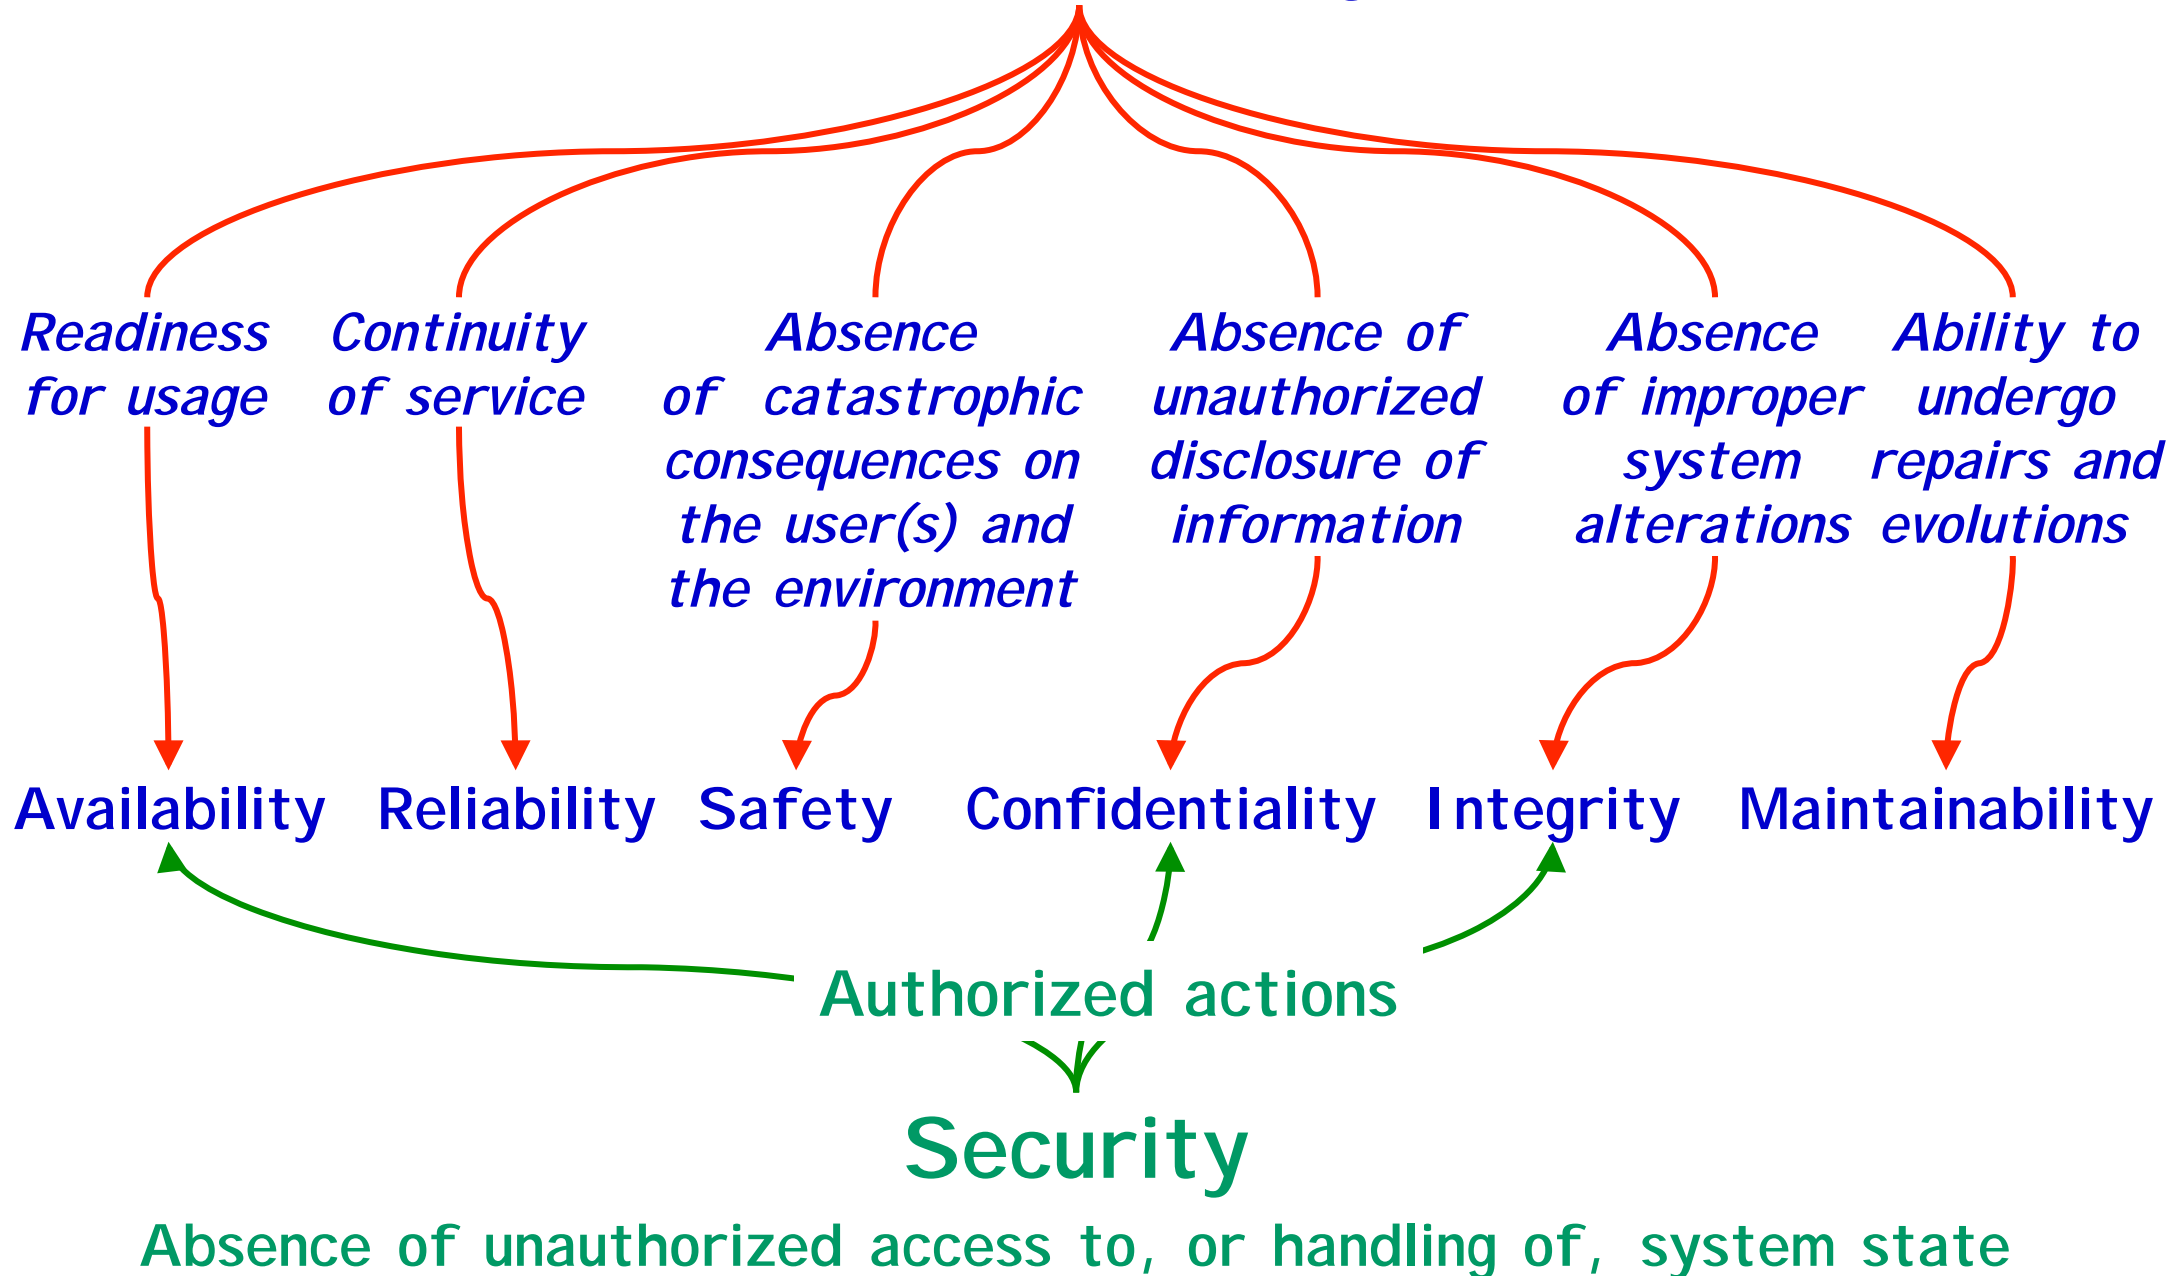 Readiness
for usage
Continuity
of service
Absence
of catastrophic
consequences on
the user(s) and
the environment
Absence of
unauthorized
disclosure of
information
Absence
of improper
system
alterations
Ability to
undergo
repairs and
evolutions
Availability
Reliability
Safety
Confidentiality
Integrity
Maintainability
Authorized actions
Security
Absence of unauthorized access to, or handling of, system state